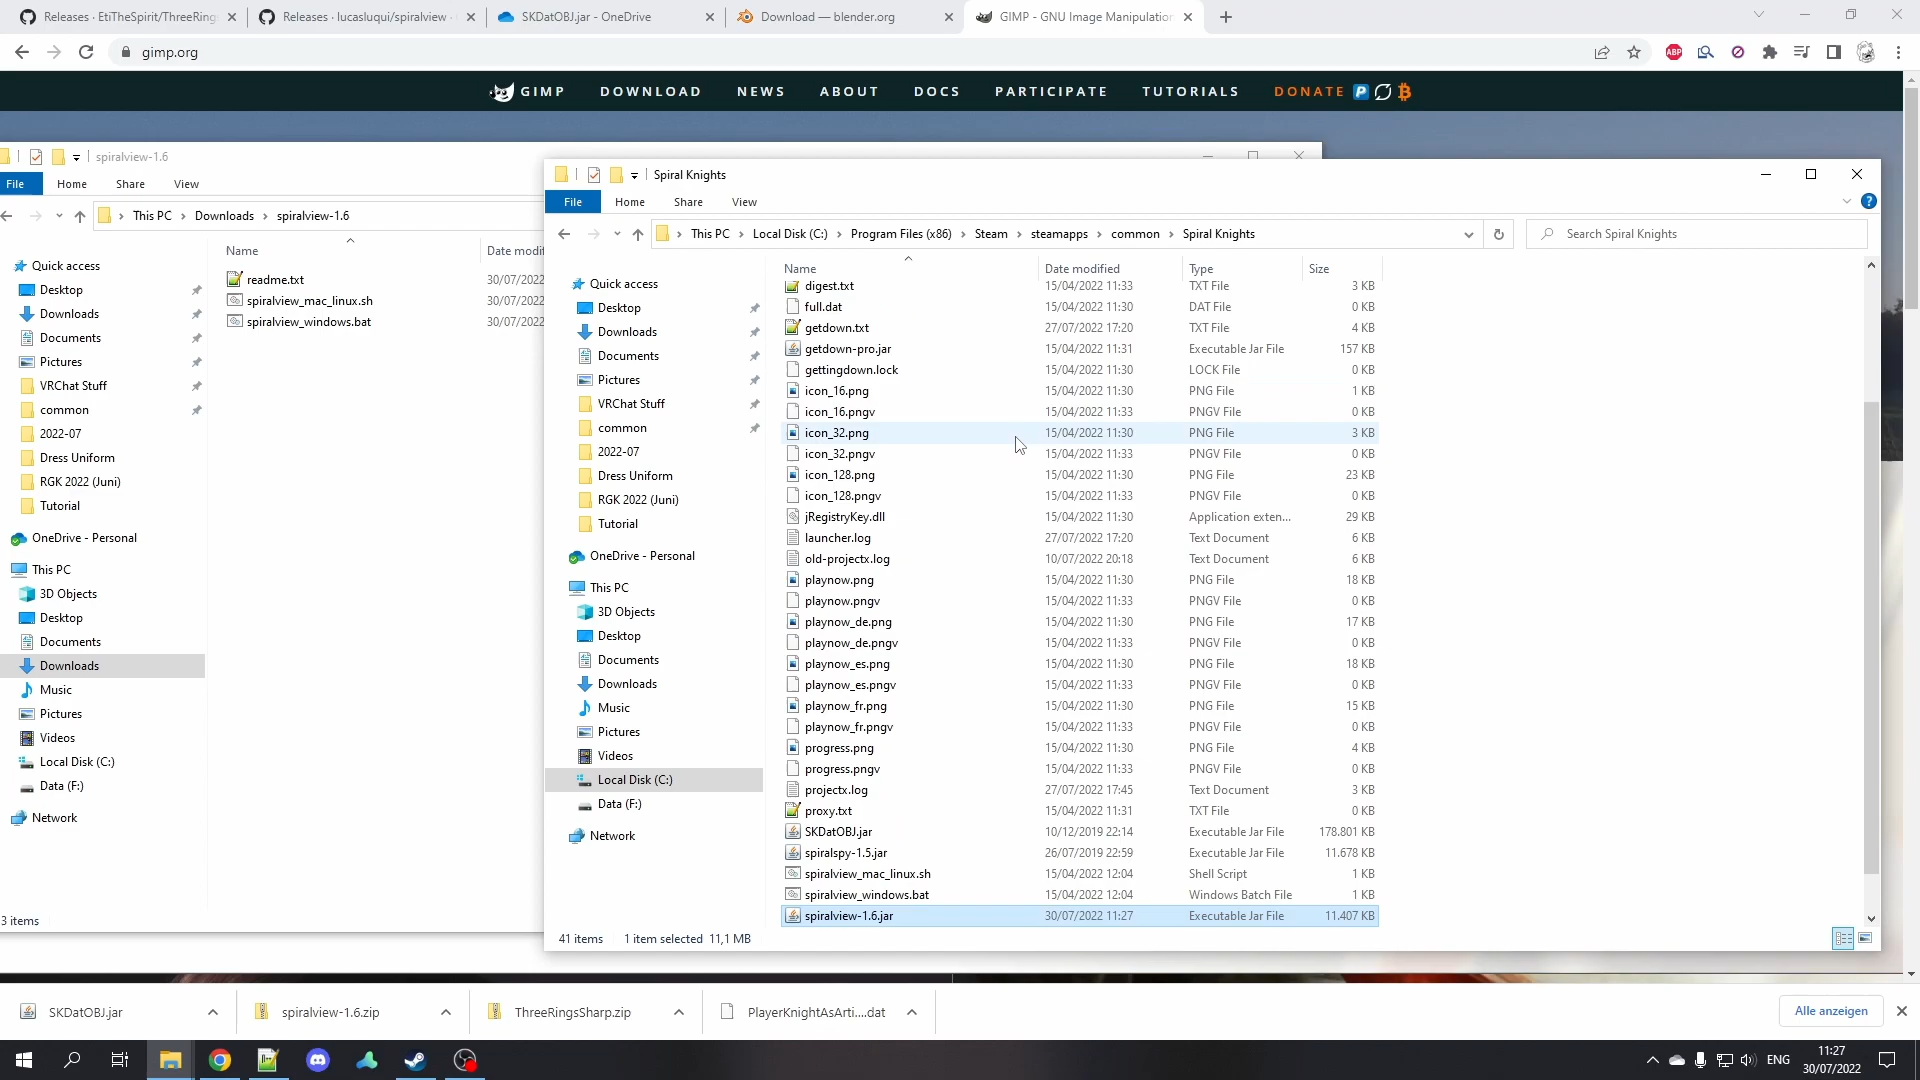 Releases · EtiTheSpirit/ThreeRing
Releases · lucasluqui/spiralview ·
SKDatOBJ.jar - OneDrive
Download — blender.org
GIMP - GNU Image Manipulation
gimp.org
ABP
GIMP DOWNLOAD NEWS ABOUT DOCS PARTICIPATE TUTORIALS DONATE
spiralview-1.6
File Home Share View
This PC › Downloads › spiralview-1.6
Name Date modif
Quick access
Desktop
Downloads
Documents
Pictures
VRChat Stuff
common
2022-07
Dress Uniform
RGK 2022 (Juni)
Tutorial
OneDrive - Personal
This PC
3D Objects
Desktop
Documents
Downloads
Music
Pictures
Videos
Local Disk (C:)
Data (F:)
Network
readme.txt 30/07/2022
spiralview_mac_linux.sh 30/07/2022
spiralview_windows.bat 30/07/2022
3 items
Spiral Knights
File Home Share View
This PC › Local Disk (C:) › Program Files (x86) › Steam › steamapps › common › Spiral Knights
Search Spiral Knights
Quick access
Desktop
Downloads
Documents
Pictures
VRChat Stuff
common
2022-07
Dress Uniform
RGK 2022 (Juni)
Tutorial
OneDrive - Personal
This PC
3D Objects
Desktop
Documents
Downloads
Music
Pictures
Videos
Local Disk (C:)
Data (F:)
Network
Name Date modified Type Size
digest.txt 15/04/2022 11:33 TXT File 3 KB
full.dat 15/04/2022 11:30 DAT File 0 KB
getdown.txt 27/07/2022 17:20 TXT File 4 KB
getdown-pro.jar 15/04/2022 11:31 Executable Jar File 157 KB
gettingdown.lock 15/04/2022 11:30 LOCK File 0 KB
icon_16.png 15/04/2022 11:30 PNG File 1 KB
icon_16.pngv 15/04/2022 11:33 PNGV File 0 KB
icon_32.png 15/04/2022 11:30 PNG File 3 KB
icon_32.pngv 15/04/2022 11:33 PNGV File 0 KB
icon_128.png 15/04/2022 11:30 PNG File 23 KB
icon_128.pngv 15/04/2022 11:33 PNGV File 0 KB
jRegistryKey.dll 15/04/2022 11:30 Application exten... 29 KB
launcher.log 27/07/2022 17:20 Text Document 6 KB
old-projectx.log 10/07/2022 20:18 Text Document 6 KB
playnow.png 15/04/2022 11:30 PNG File 18 KB
playnow.pngv 15/04/2022 11:33 PNGV File 0 KB
playnow_de.png 15/04/2022 11:30 PNG File 17 KB
playnow_de.pngv 15/04/2022 11:33 PNGV File 0 KB
playnow_es.png 15/04/2022 11:30 PNG File 18 KB
playnow_es.pngv 15/04/2022 11:33 PNGV File 0 KB
playnow_fr.png 15/04/2022 11:30 PNG File 15 KB
playnow_fr.pngv 15/04/2022 11:33 PNGV File 0 KB
progress.png 15/04/2022 11:30 PNG File 4 KB
progress.pngv 15/04/2022 11:33 PNGV File 0 KB
projectx.log 27/07/2022 17:45 Text Document 3 KB
proxy.txt 15/04/2022 11:31 TXT File 0 KB
SKDatOBJ.jar 10/12/2019 22:14 Executable Jar File 178.801 KB
spiralspy-1.5.jar 26/07/2019 22:59 Executable Jar File 11.678 KB
spiralview_mac_linux.sh 15/04/2022 12:04 Shell Script 1 KB
spiralview_windows.bat 15/04/2022 12:04 Windows Batch File 1 KB
spiralview-1.6.jar 30/07/2022 11:27 Executable Jar File 11.407 KB
41 items 1 item selected 11,1 MB
SKDatOBJ.jar
spiralview-1.6.zip
ThreeRingsSharp.zip
PlayerKnightAsArti....dat
Alle anzeigen
ENG
11:27
30/07/2022